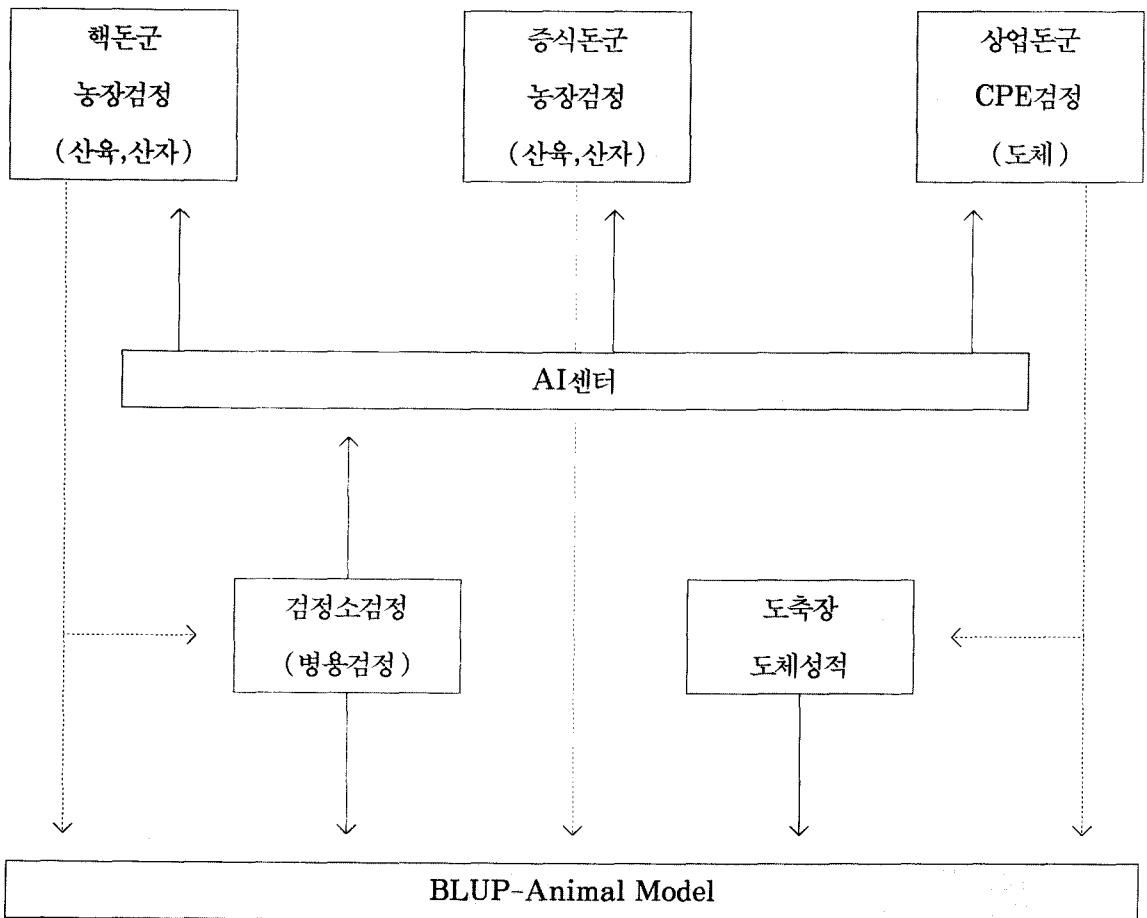 핵돈군
농장검정
(산육,산자)
증식돈군
농장검정
(산육,산자)
상업돈군
CPE검정
(도체)
AI센터
검정소검정
(병용검정)
도축장
도체성적
BLUP-Animal Model